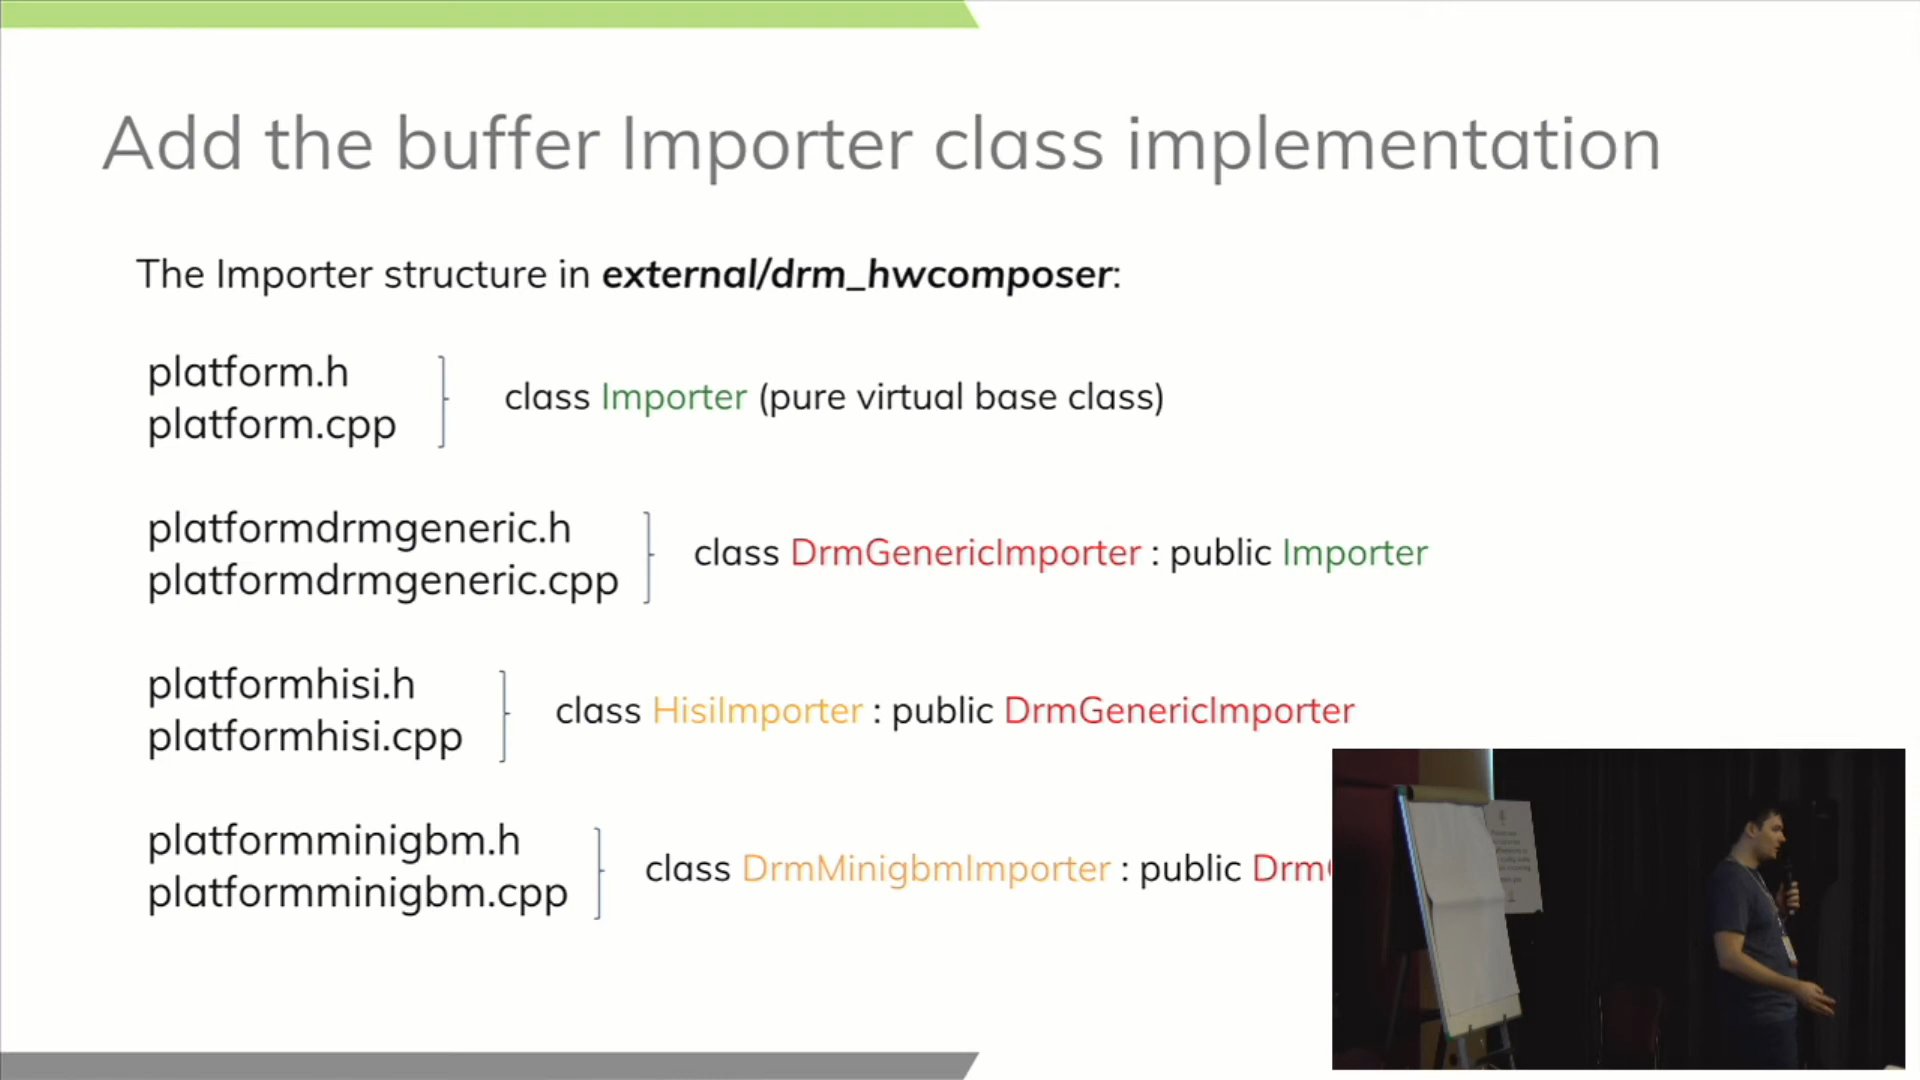 Add the buffer Importer class implementation
The Importer structure in external/drm_hwcomposer:
platform.h
platform.cpp
class Importer (pure virtual base class)
platformdrmgeneric.h
platformdrmgeneric.cpp
class DrmGenericImporter : public Importer
platformhisi.h
platformhisi.cpp
class HisiImporter : public DrmGenericImporter
platformminigbm.h
platformminigbm.cpp
class DrmMinigbmImporter : public Drm